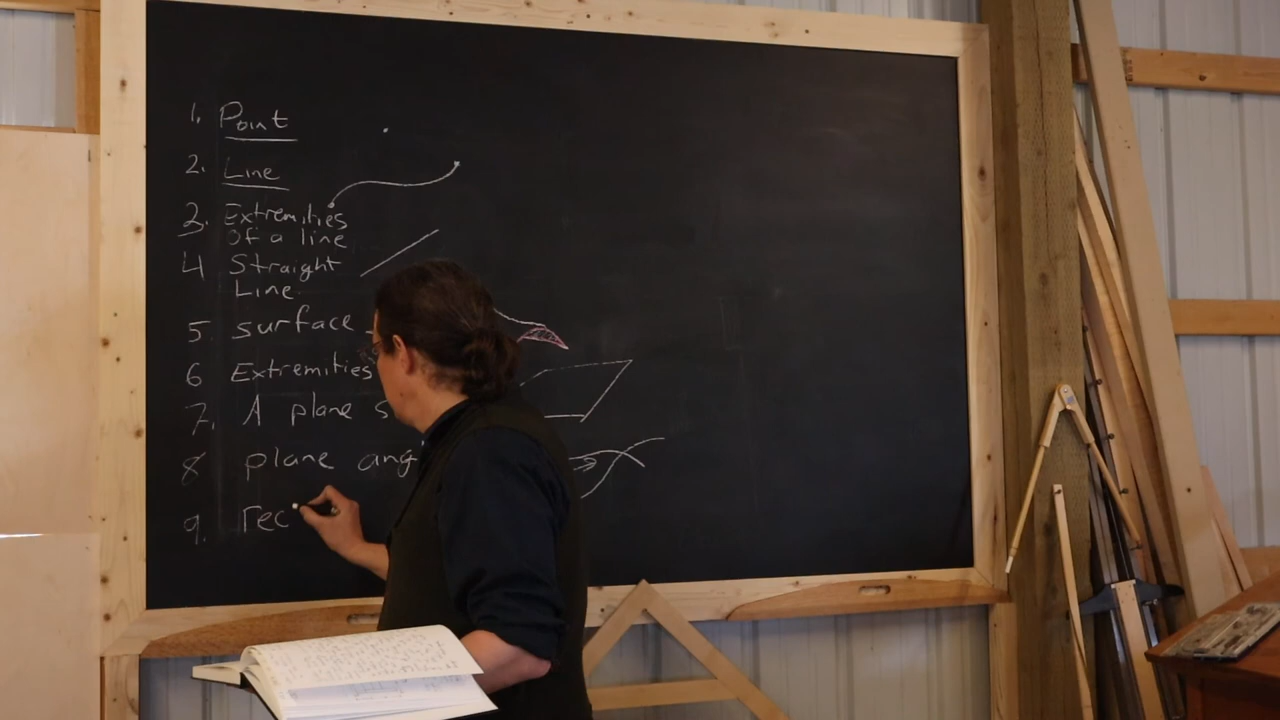 1. Point
2. Line
3. Extremities
of a line
4 Straight
Line
5. surface
6 Extremities
7. A plane s
8 plane ang
9. rec